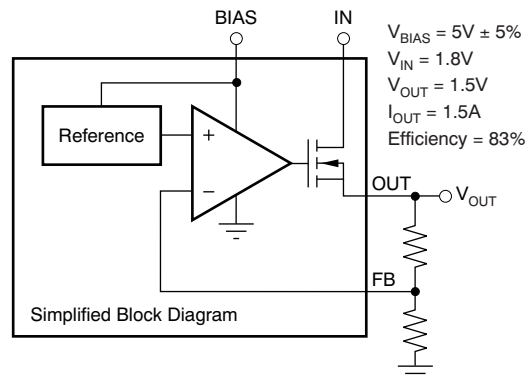 BIAS
IN
V_BIAS = 5V ± 5%
V_IN = 1.8V
V_OUT = 1.5V
I_OUT = 1.5A
Efficiency = 83%
Reference
+
−
OUT
V_OUT
FB
Simplified Block Diagram